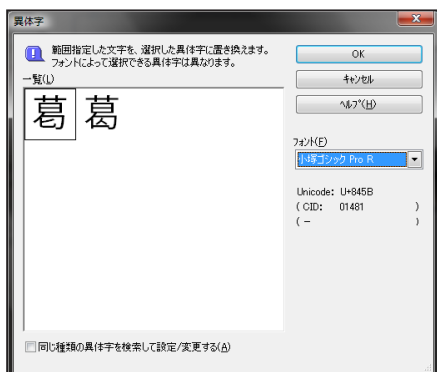 異体字
範囲指定した文字を、選択した異体字に置き換えます。
フォントによって選択できる異体字は異なります。
一覧(L)
葛 葛
OK
キャンセル
ヘルプ(H)
フォント(F)
小塚ゴシック Pro R
Unicode: U+845B
( CID: 01481 )
( - )
同じ種類の異体字を検索して設定/変更する(A)